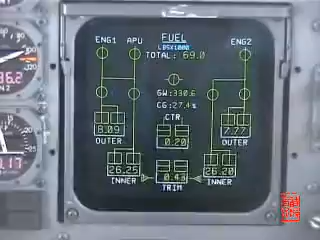 FUEL
ENG1 APU ENG2
LBSX1000
TOTAL: 69.0
GW:330.6
CG:27.4%
CTR
8.09 0.20 7.77
OUTER OUTER
26.25 0.43 26.20
INNER TRIM INNER